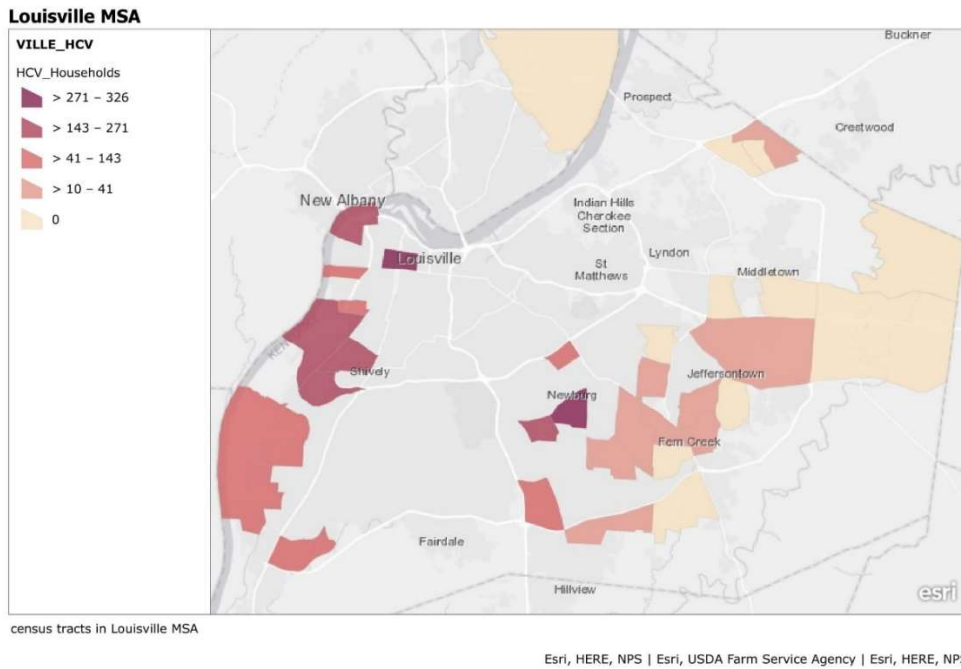 Louisville MSA
VILLE_HCV
HCV_Households
> 271 – 326
> 143 – 271
> 41 – 143
> 10 – 41
0
Buckner
Prospect
Crestwood
New Albany
Indian Hills
Cherokee
Section
Louisville
Lyndon
St
Matthews
Middletown
KEN
Shively
Jeffersontown
Newburg
Fern Creek
Fairdale
Hillview
esri
census tracts in Louisville MSA
Esri, HERE, NPS | Esri, USDA Farm Service Agency | Esri, HERE, NPS